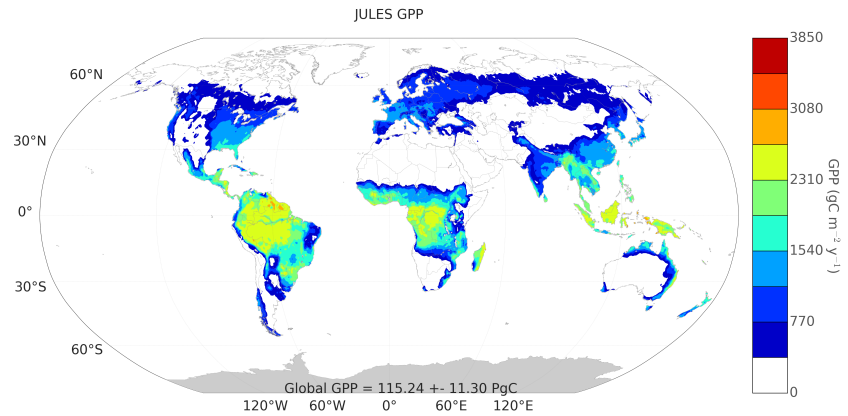 JULES GPP
60°N
30°N
0°
30°S
60°S
Global GPP = 115.24 +- 11.30 PgC
120°W 60°W 0° 60°E 120°E
3850
3080
2310
1540
770
0
GPP (gC m⁻² y⁻¹)